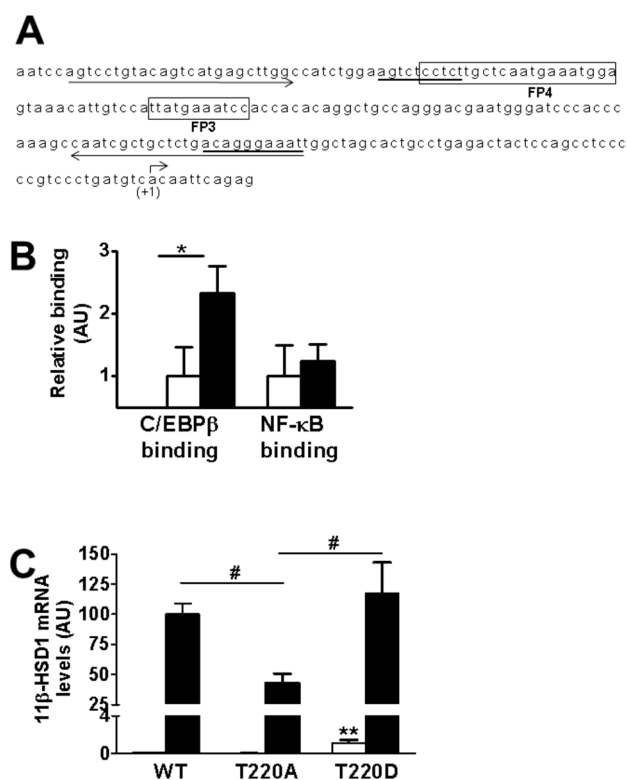 A
aatccagtcctgtacagtcatgagcttggccatctggaagtctcctcttgctcaatgaaatgga
FP4
gtaaacattgtccattatgaaatccaccacacaggctgccagggacgaatgggatcccaccc
FP3
aaagccaatcgctgctctgacagggaaattggctagcactgcctgagactactccagcctccc
ccgtccctgatgtcacaattcagag
(+1)
B
Relative binding
(AU)
3
2
1
*
C/EBPβ
binding
NF-κB
binding
C
11β-HSD1 mRNA
levels (AU)
150
125
100
75
50
25
4
0
#
#
**
WT T220A T220D